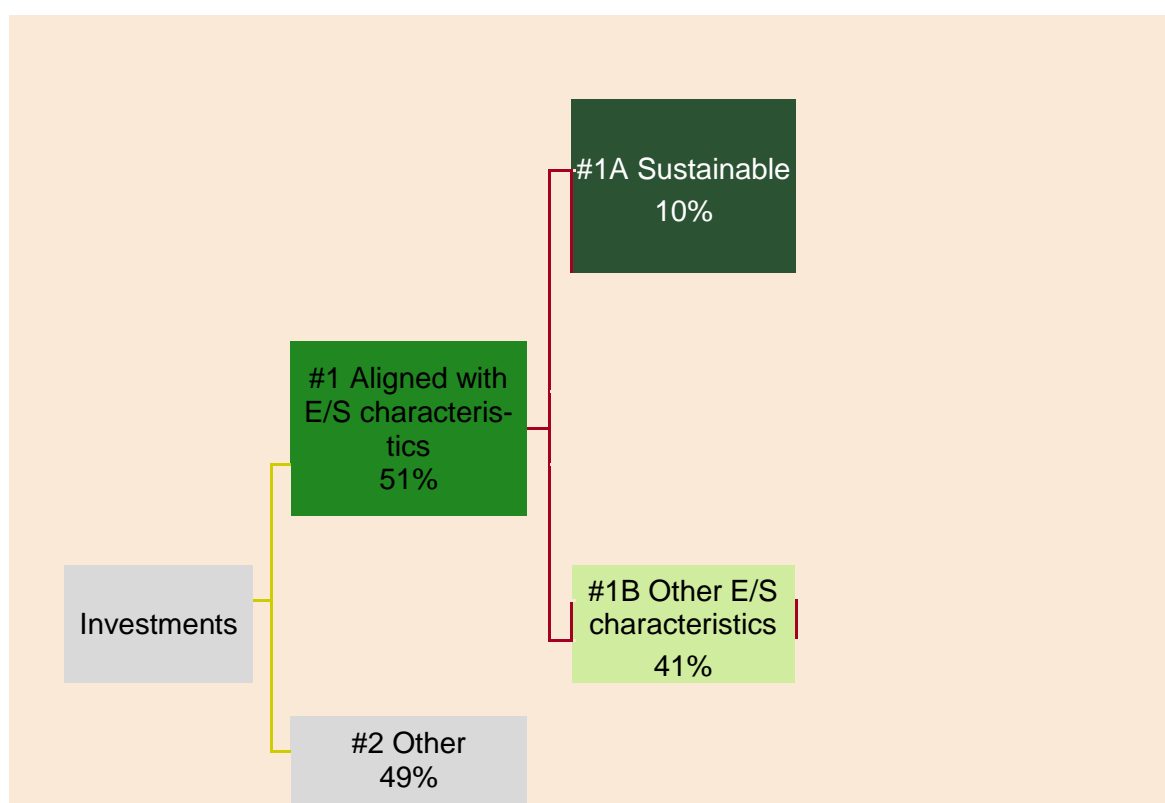 #1A Sustainable
10%
#1 Aligned with
E/S characteris-
tics
51%
Investments
#1B Other E/S
characteristics
41%
#2 Other
49%